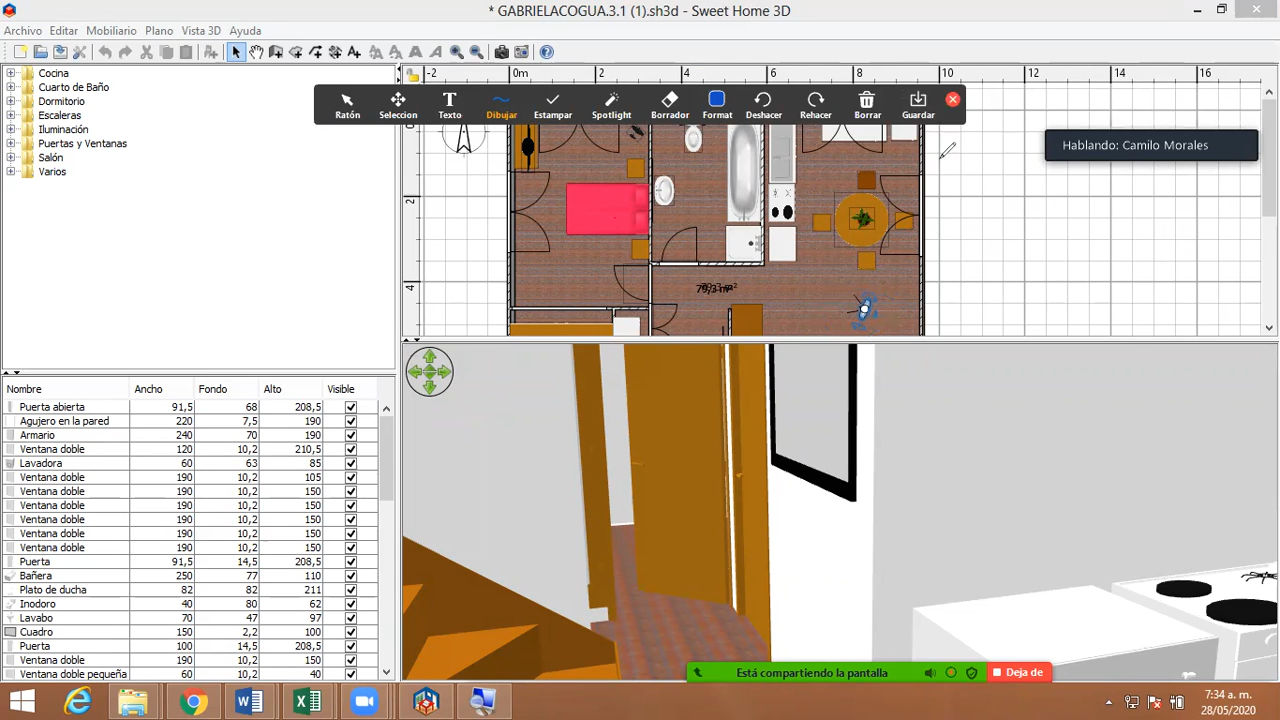 * GABRIELACOGUA.3.1 (1).sh3d - Sweet Home 3D
Archivo Editar Mobiliario Plano Vista 3D Ayuda
Cocina
Cuarto de Baño
Dormitorio
Escaleras
Iluminación
Puertas y Ventanas
Salón
Varios
-2 0m 2 4 6 8 10 12 14 16
Ratón Seleccion Texto Dibujar Estampar Spotlight Borrador Format Deshacer Rehacer Borrar Guardar
Hablando: Camilo Morales
0
2
4
79,3 m²
Nombre Ancho Fondo Alto Visible
Puerta abierta 91,5 68 208,5
Agujero en la pared 220 7,5 190
Armario 240 70 190
Ventana doble 120 10,2 210,5
Lavadora 60 63 85
Ventana doble 190 10,2 105
Ventana doble 190 10,2 150
Ventana doble 190 10,2 150
Ventana doble 190 10,2 150
Ventana doble 190 10,2 150
Ventana doble 190 10,2 150
Puerta 91,5 14,5 208,5
Bañera 250 77 110
Plato de ducha 82 82 211
Inodoro 40 80 62
Lavabo 70 47 97
Cuadro 150 2,2 100
Puerta 100 14,5 208,5
Ventana doble 190 10,2 150
Ventana doble pequeña 60 10,2 40
Está compartiendo la pantalla Deja de
7:34 a. m.
28/05/2020